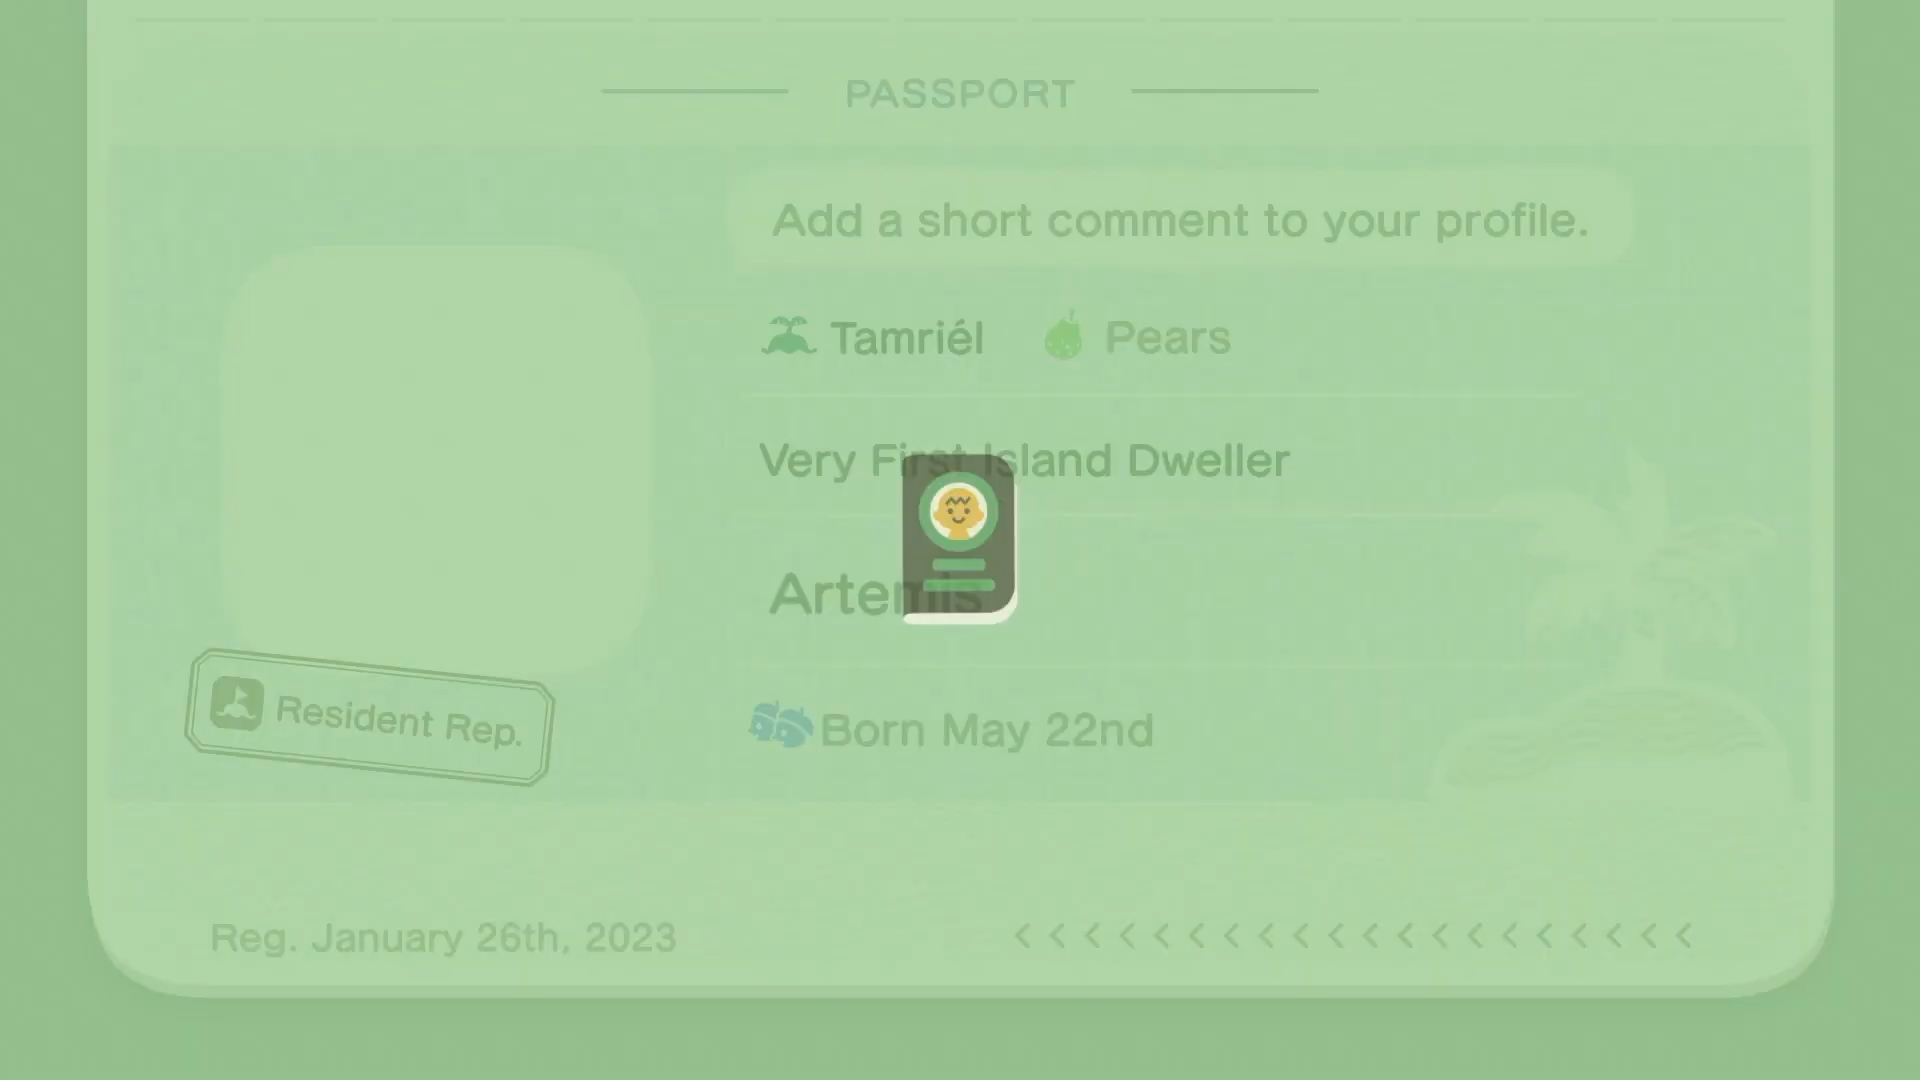 PASSPORT
Add a short comment to your profile.
Tamriél Pears
Very First Island Dweller
Artemis
Resident Rep.
Born May 22nd
Reg. January 26th, 2023 < < < < < < < < < < < < < < < < < < < <